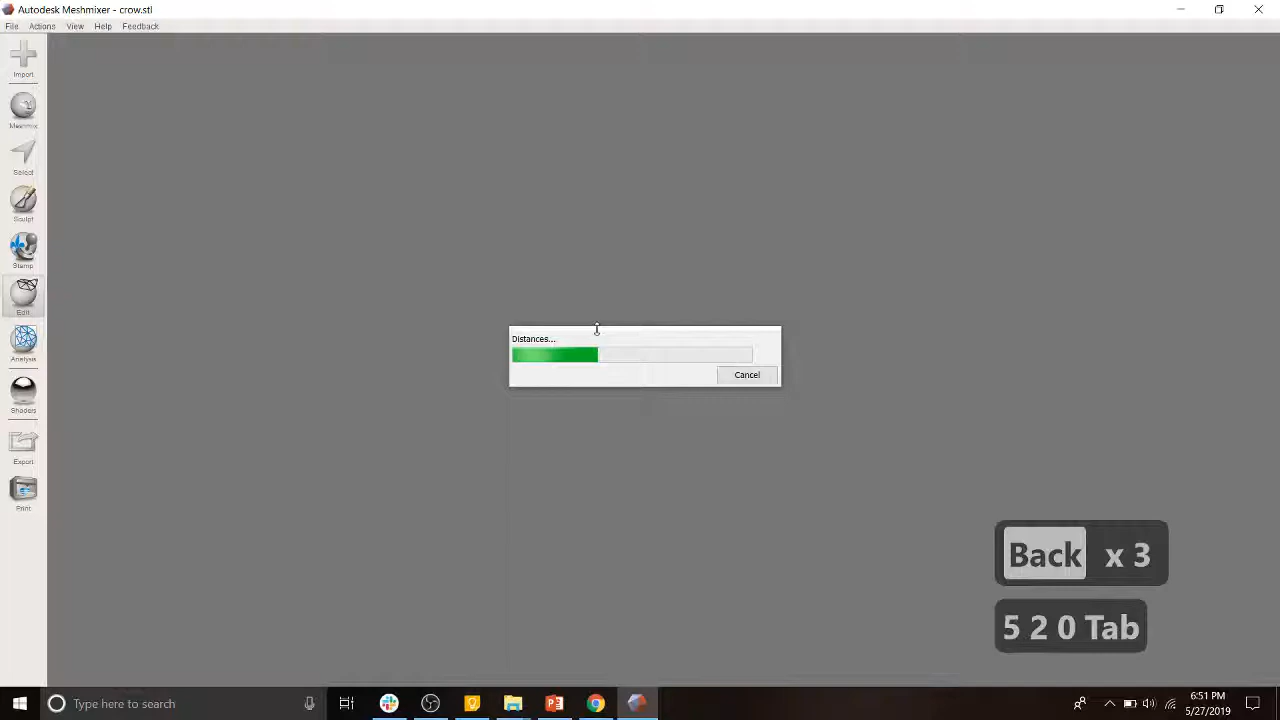 Autodesk Meshmixer - crow.stl
File Actions View Help Feedback
Import
Meshmix
Select
Sculpt
Stamp
Edit
Analysis
Shaders
Export
Print
Distances...
Cancel
Back x 3
5 2 0 Tab
Type here to search
6:51 PM
5/27/2019